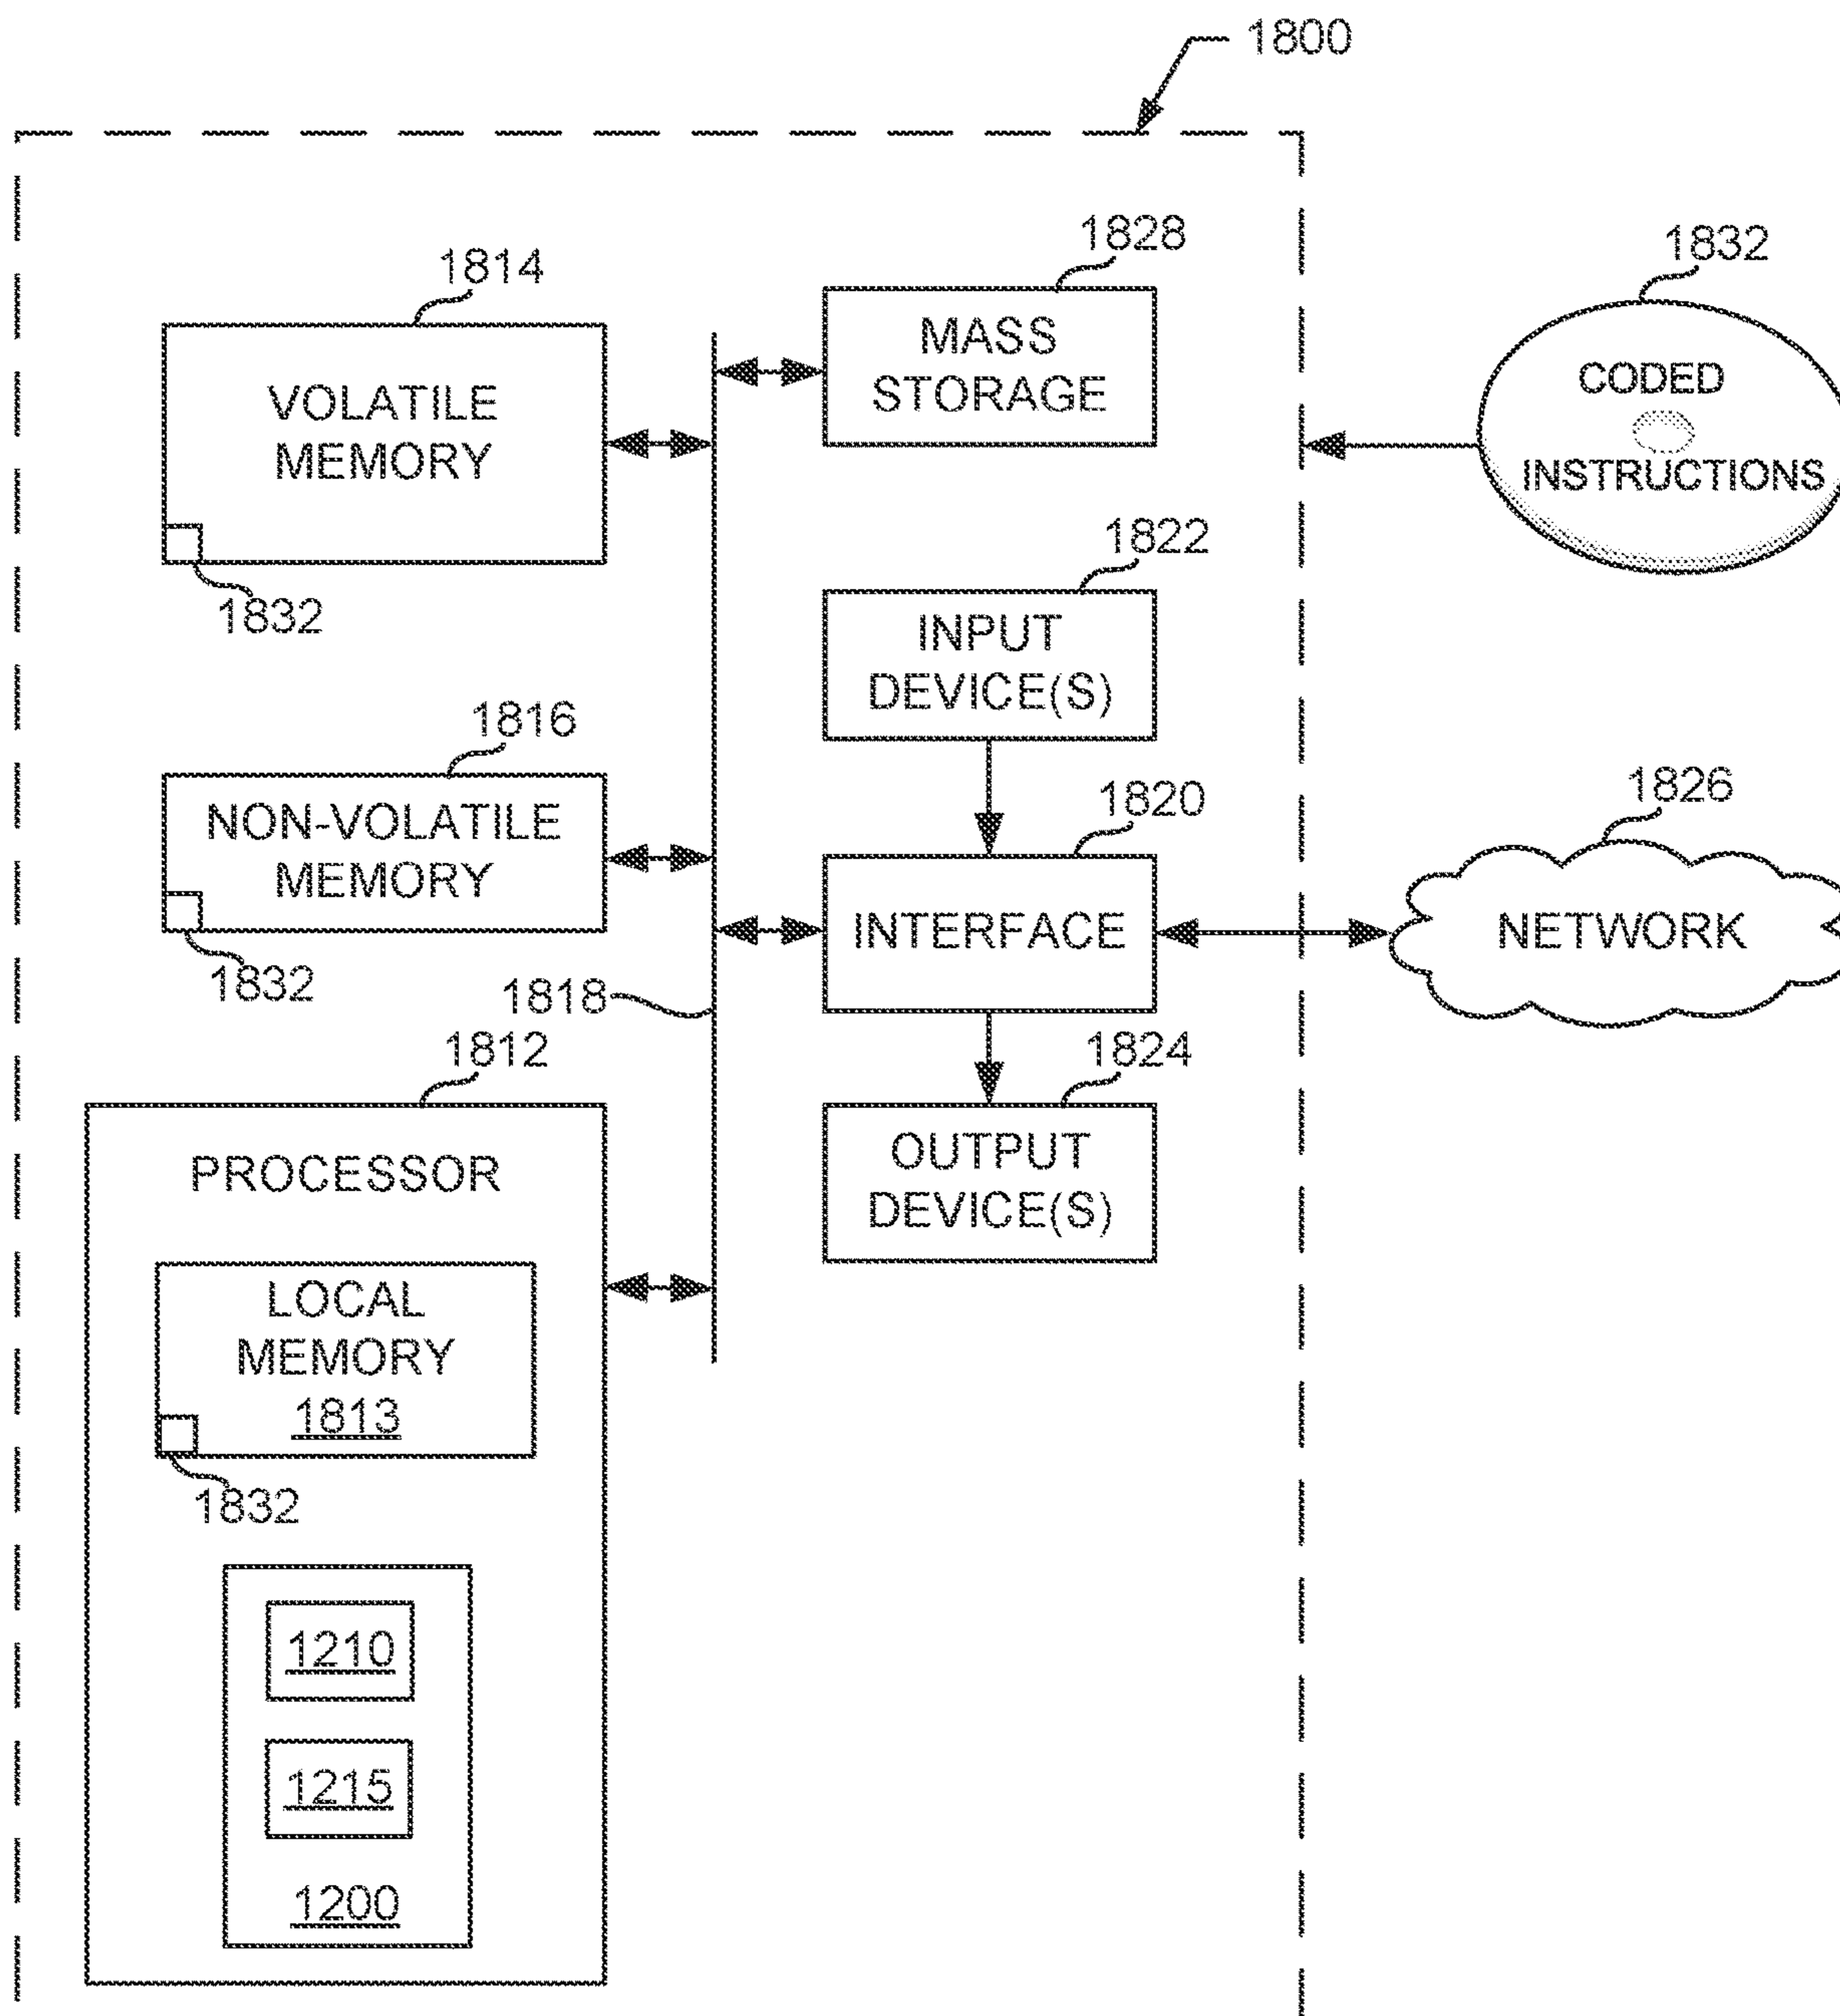 1800
1828
1832
1814
MASS
STORAGE
CODED
INSTRUCTIONS
VOLATILE
MEMORY
1832
1822
INPUT
DEVICE(S)
1816
1820
1826
NON-VOLATILE
MEMORY
1832
INTERFACE
NETWORK
1818
1812
1824
PROCESSOR
OUTPUT
DEVICE(S)
LOCAL
MEMORY
1813
1832
1210
1215
1200